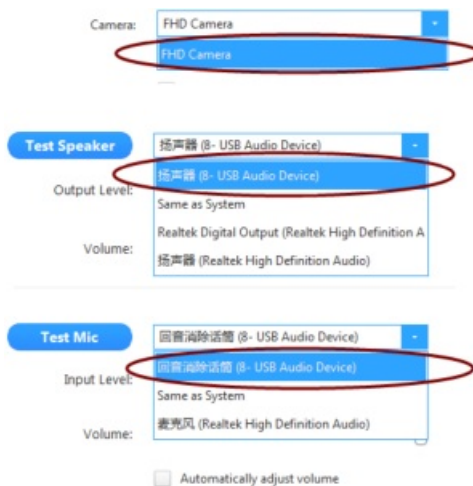 Camera: FHD Camera
FHD Camera
Test Speaker 扬声器 (8- USB Audio Device)
扬声器 (8- USB Audio Device)
Output Level:
Same as System
Realtek Digital Output (Realtek High Definition A
Volume:
扬声器 (Realtek High Definition Audio)
Test Mic 回音消除话筒 (8- USB Audio Device)
回音消除话筒 (8- USB Audio Device)
Input Level:
Same as System
Volume: 麦克风 (Realtek High Definition Audio)
Automatically adjust volume